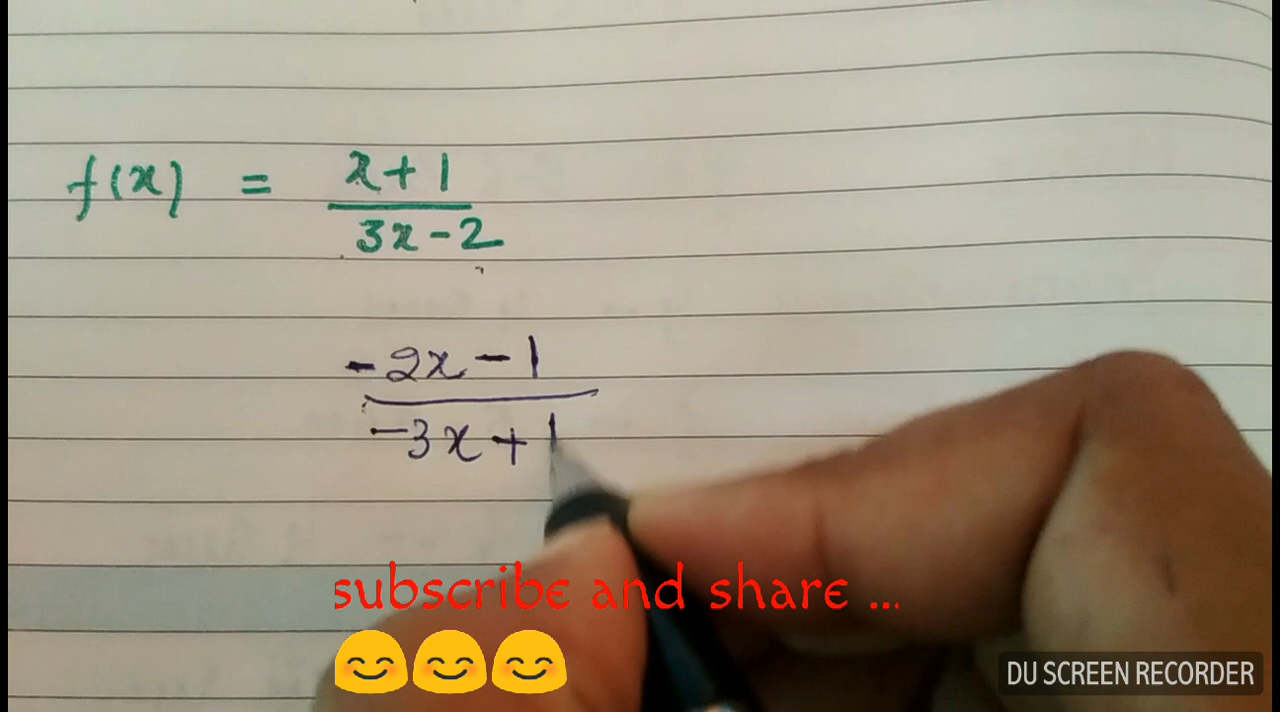 f(x) = x+1
3x-2
-2x-1
-3x+1
subscribe and share ...
DU SCREEN RECORDER